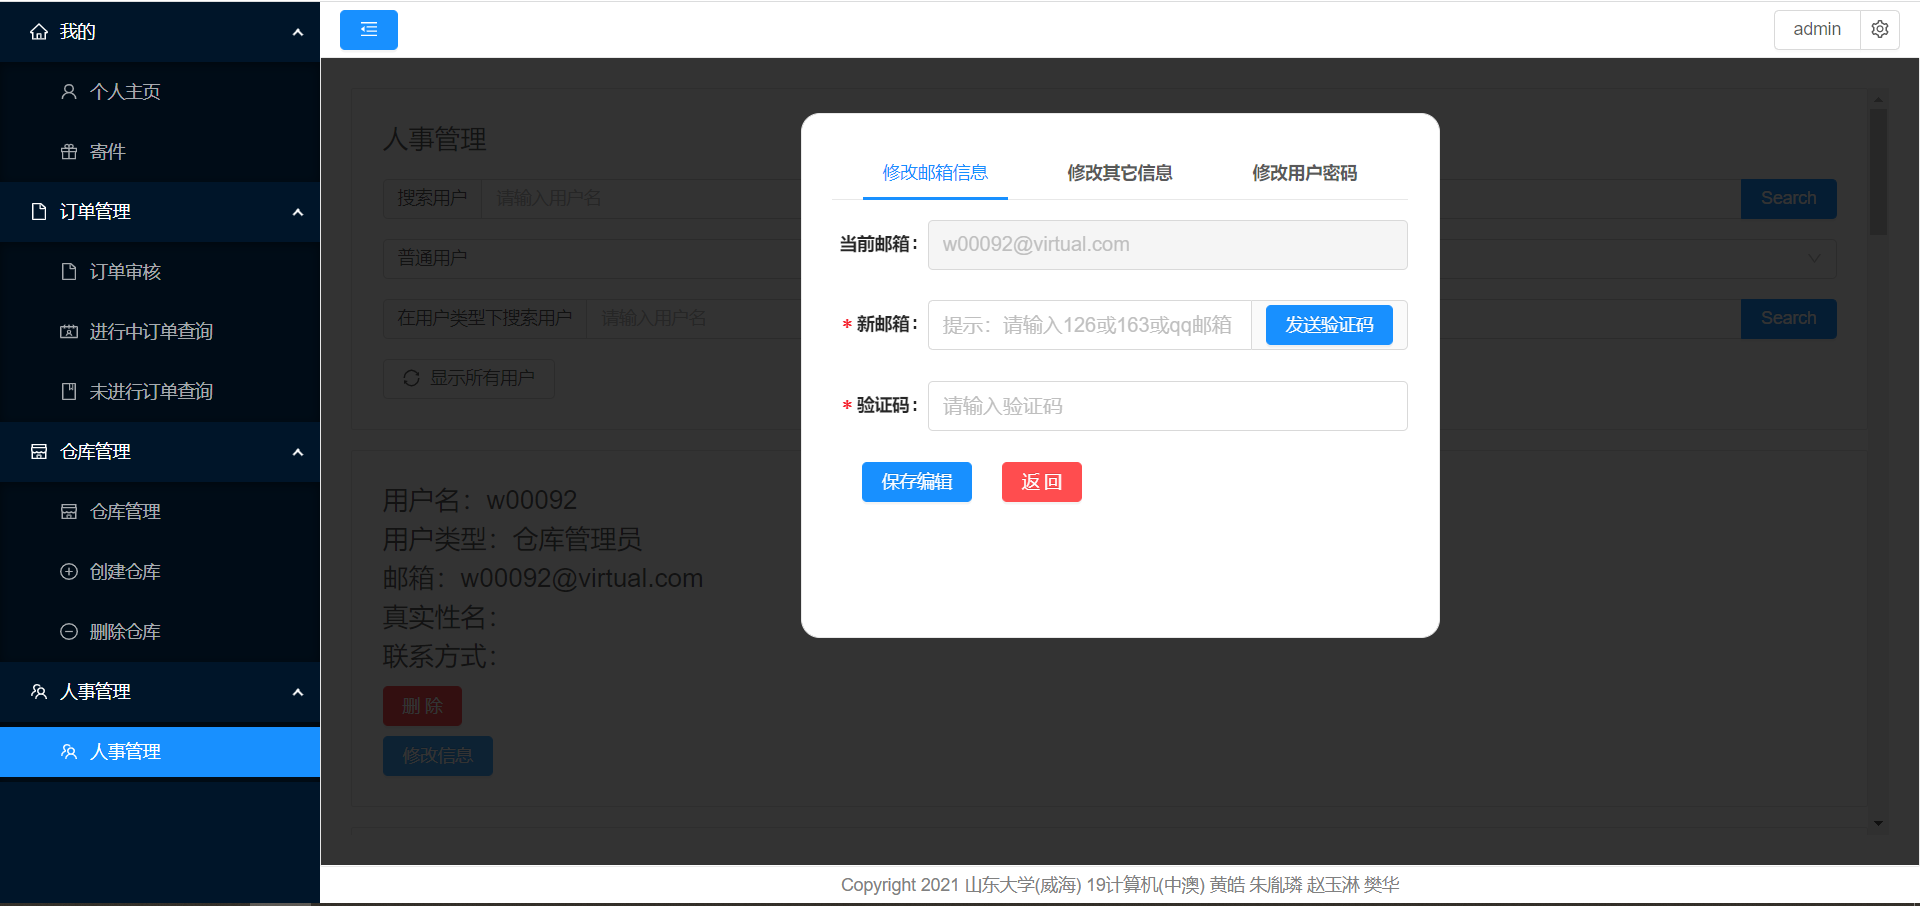 我的
个人主页
寄件
订单管理
订单审核
进行中订单查询
未进行订单查询
仓库管理
仓库管理
创建仓库
删除仓库
人事管理
人事管理
admin
人事管理
搜索用户 请输入用户名 Search
普通用户
在用户类型下搜索用户 请输入用户名 Search
显示所有用户
用户名：w00092
用户类型：仓库管理员
邮箱：w00092@virtual.com
真实性名：
联系方式：
删 除
修改信息
修改邮箱信息 修改其它信息 修改用户密码
当前邮箱： w00092@virtual.com
* 新邮箱： 提示：请输入126或163或qq邮箱 发送验证码
* 验证码： 请输入验证码
保存编辑 返 回
Copyright 2021 山东大学(威海) 19计算机(中澳) 黄皓 朱胤璘 赵玉淋 樊华